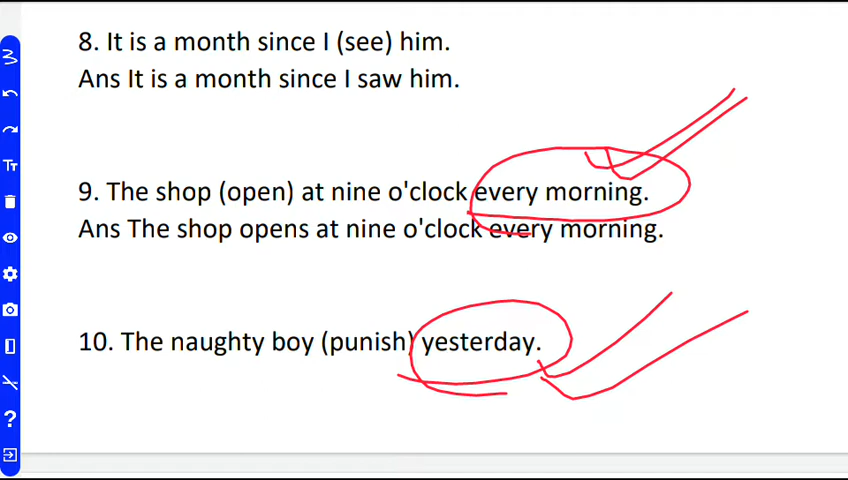 8. It is a month since I (see) him.
Ans It is a month since I saw him.
9. The shop (open) at nine o'clock every morning.
Ans The shop opens at nine o'clock every morning.
10. The naughty boy (punish) yesterday.